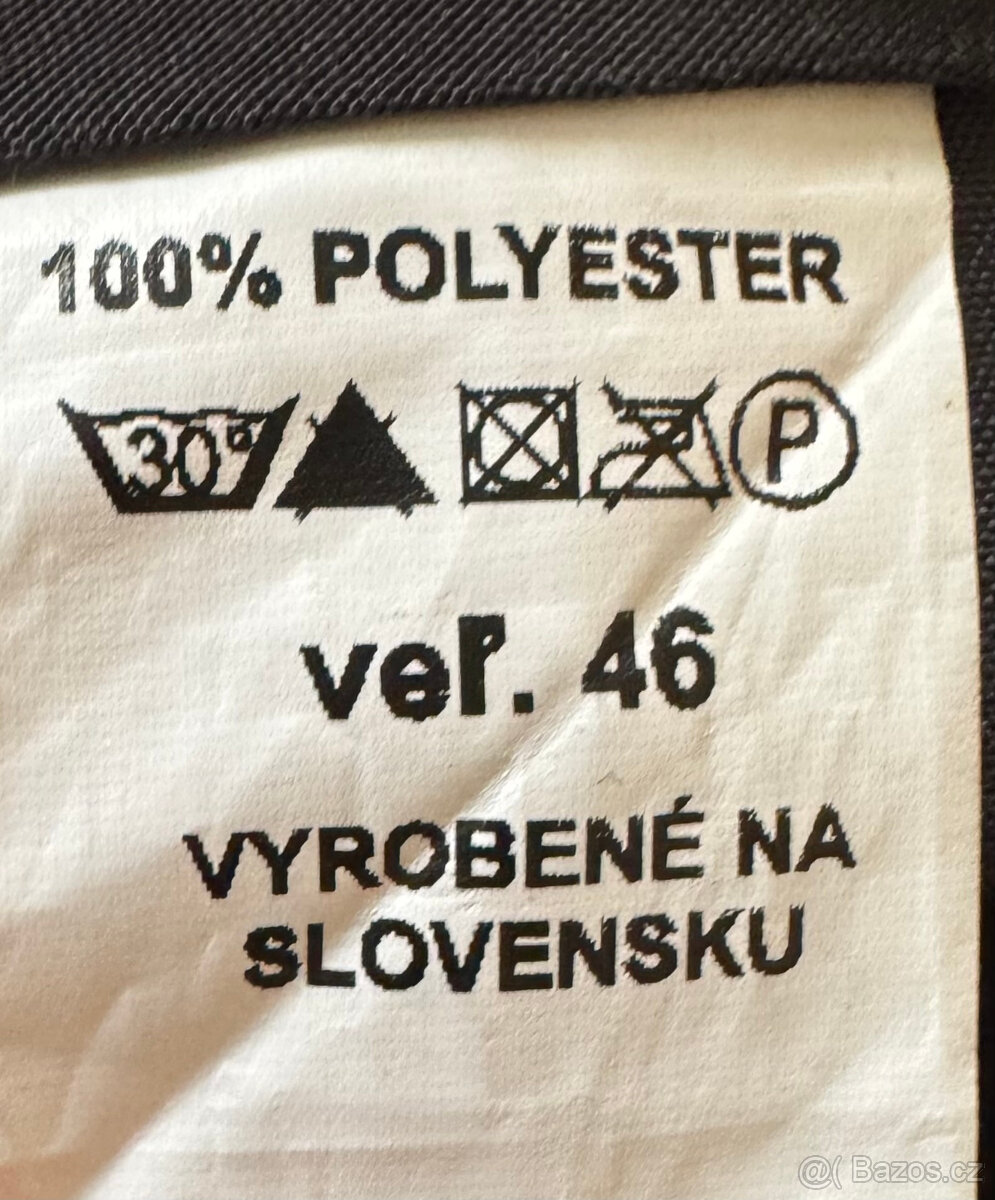 100% POLYESTER
30°
P
veľ. 46
VYROBENÉ NA
SLOVENSKU
@( Bazos.cz